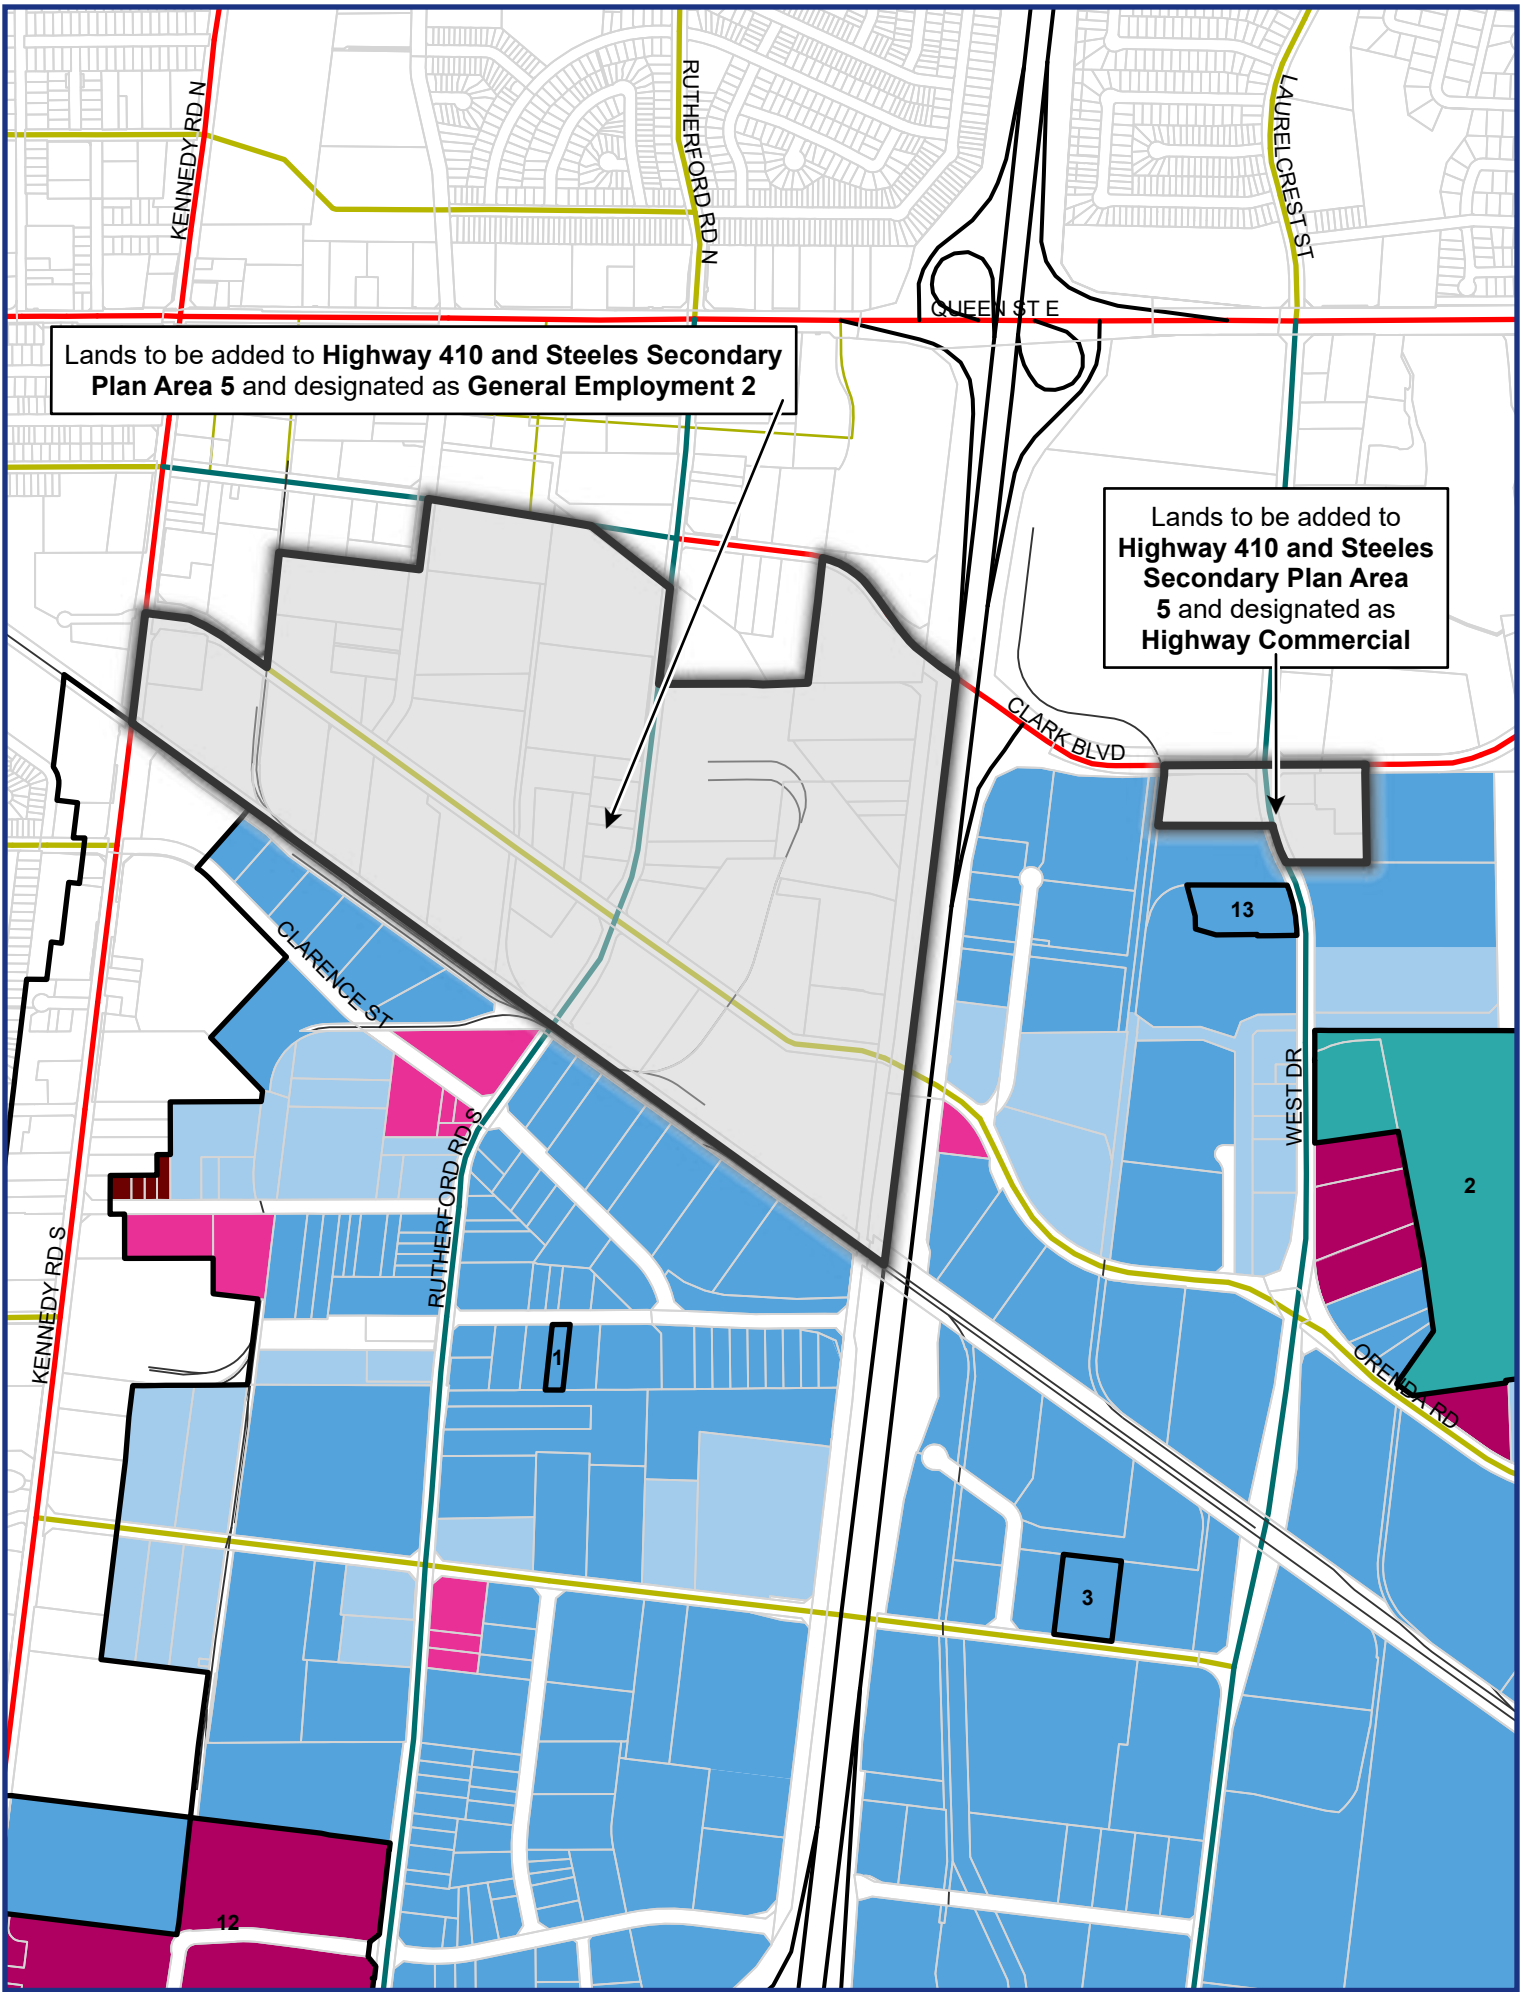 KENNEDY RD N
RUTHERFORD RD N
LAURELCREST ST
QUEEN ST E
Lands to be added to Highway 410 and Steeles Secondary
Plan Area 5 and designated as General Employment 2
Lands to be added to
Highway 410 and Steeles
Secondary Plan Area
5 and designated as
Highway Commercial
CLARK BLVD
13
CLARENCE ST
WEST DR
RUTHERFORD RD S
2
KENNEDY RD S
1
ORENDA RD
3
12